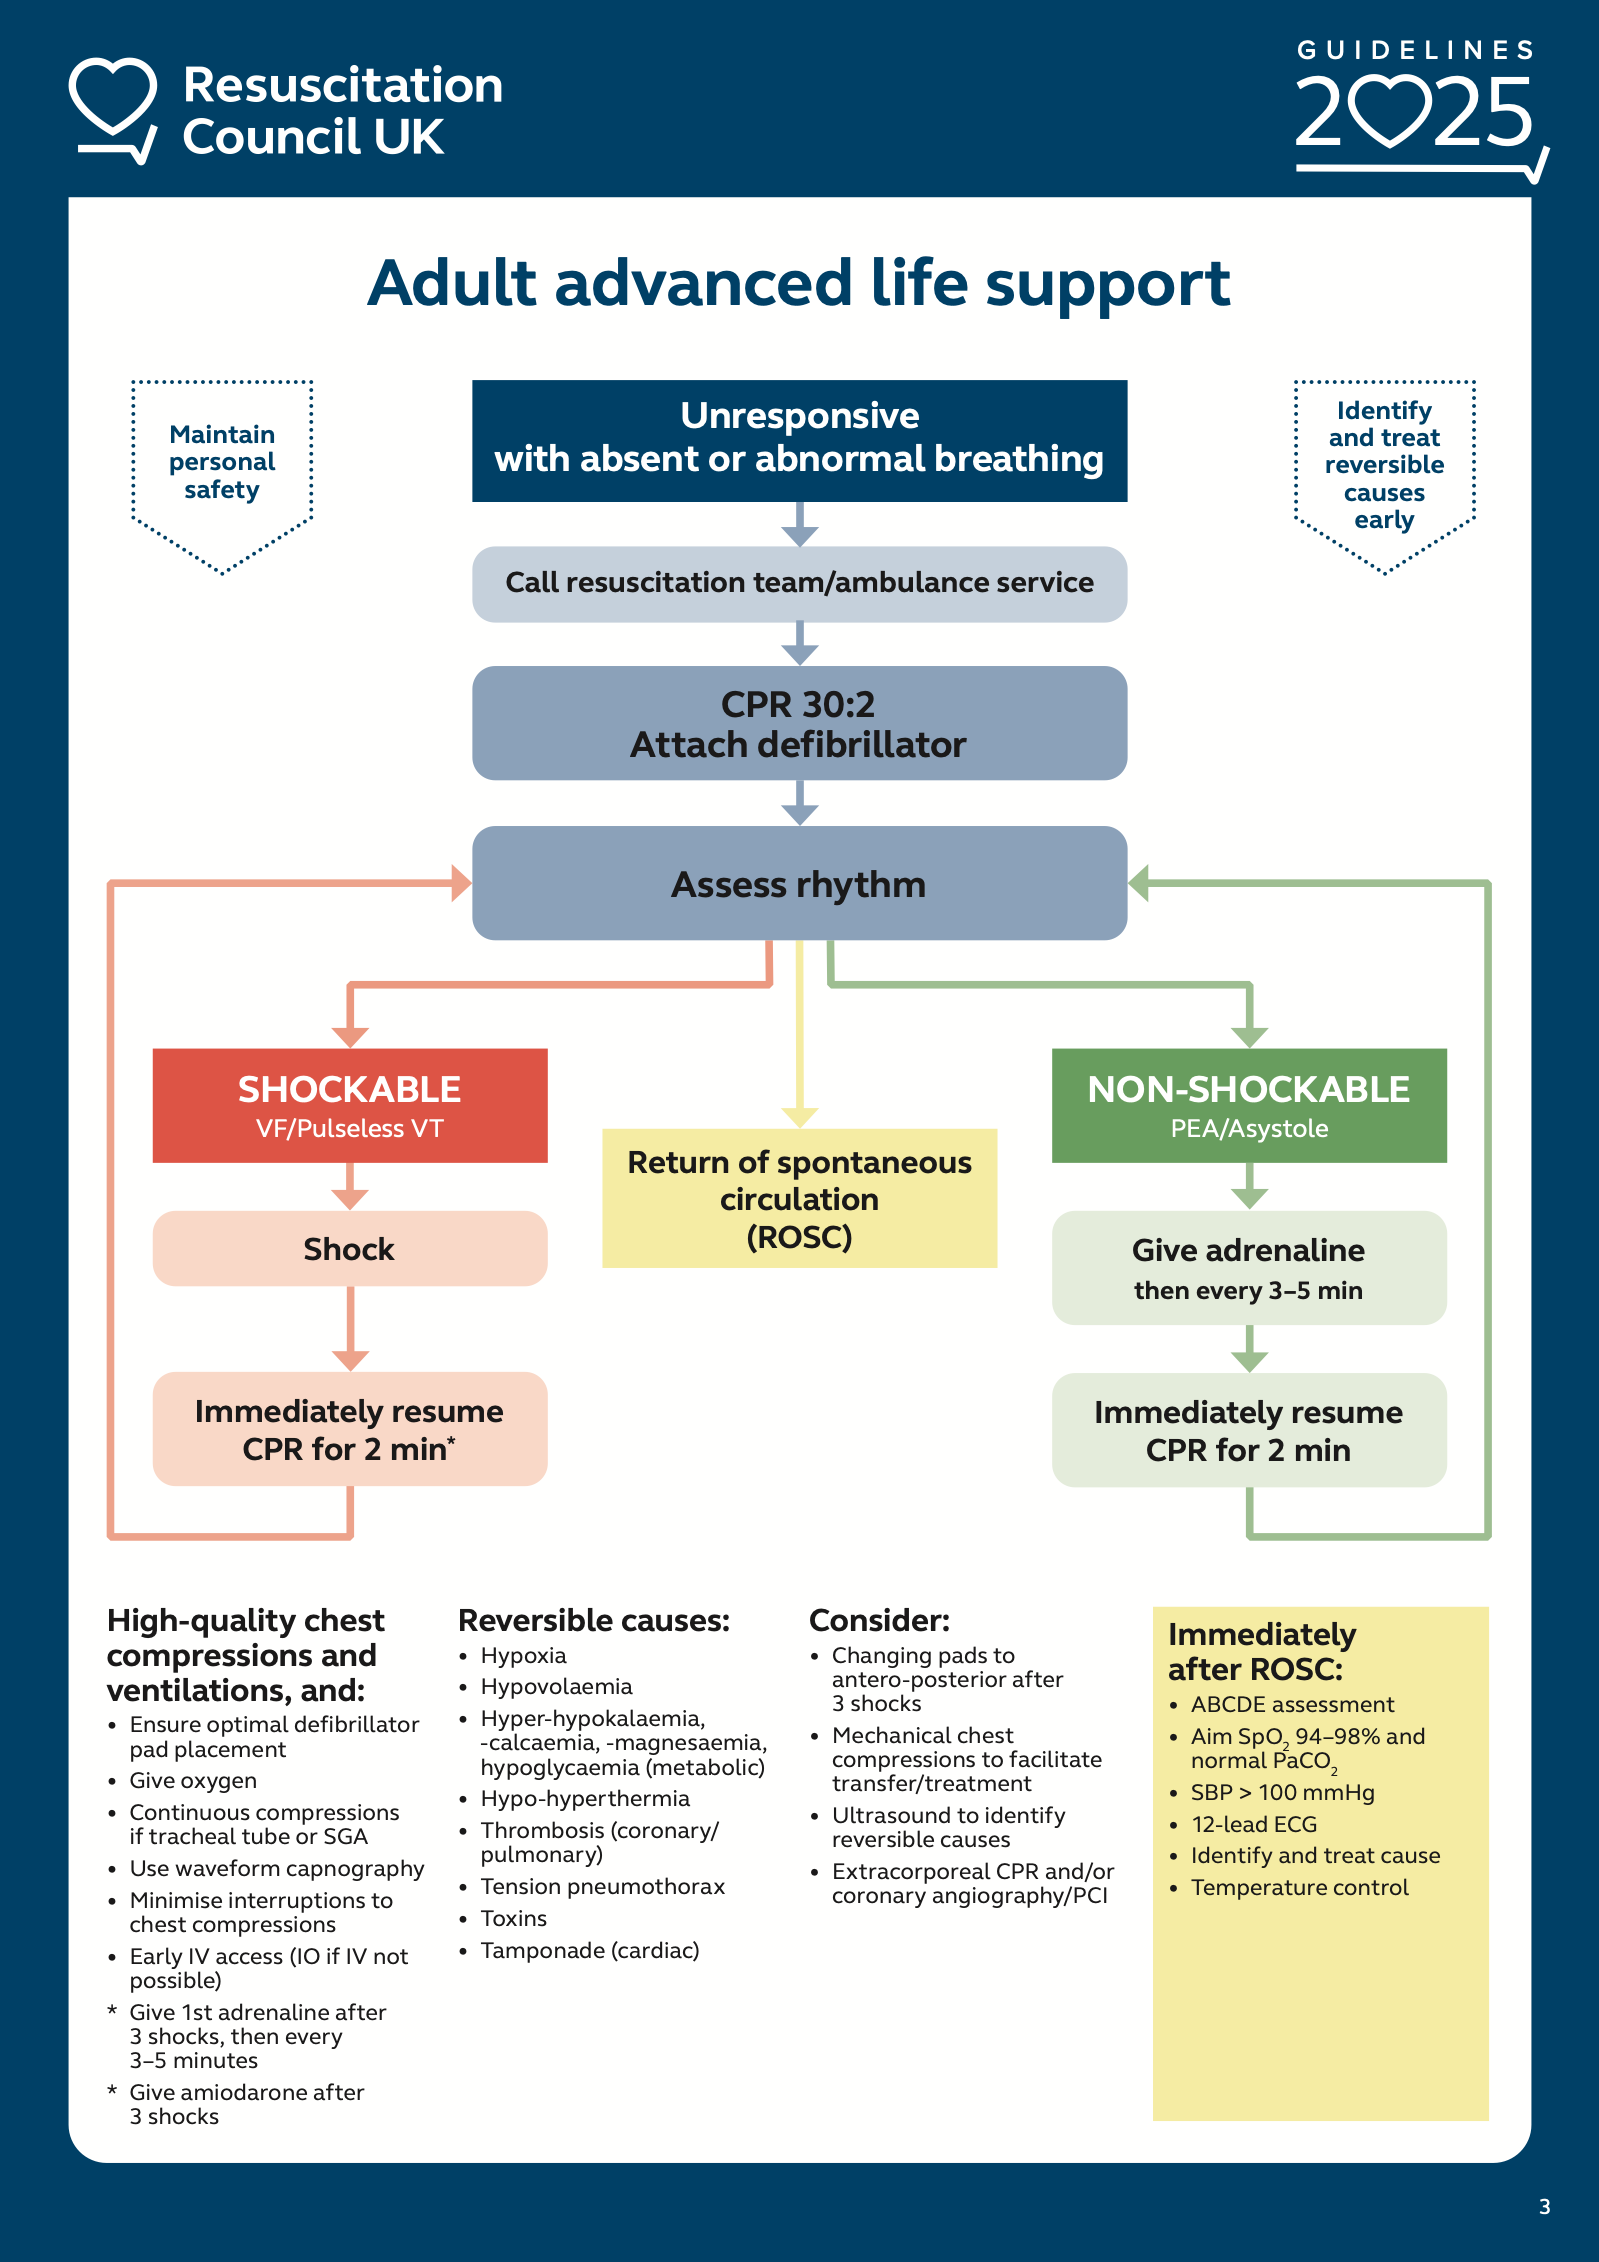 Resuscitation
Council UK
GUIDELINES
2025
Adult advanced life support
Maintain
personal
safety
Unresponsive
with absent or abnormal breathing
Identify
and treat
reversible
causes
early
Call resuscitation team/ambulance service
CPR 30:2
Attach defibrillator
Assess rhythm
SHOCKABLE
VF/Pulseless VT
Shock
Immediately resume
CPR for 2 min*
Return of spontaneous
circulation
(ROSC)
NON-SHOCKABLE
PEA/Asystole
Give adrenaline
then every 3–5 min
Immediately resume
CPR for 2 min
High-quality chest
compressions and
ventilations, and:
• Ensure optimal defibrillator
pad placement
• Give oxygen
• Continuous compressions
if tracheal tube or SGA
• Use waveform capnography
• Minimise interruptions to
chest compressions
• Early IV access (IO if IV not
possible)
* Give 1st adrenaline after
3 shocks, then every
3–5 minutes
* Give amiodarone after
3 shocks
Reversible causes:
• Hypoxia
• Hypovolaemia
• Hyper-hypokalaemia,
-calcaemia, -magnesaemia,
hypoglycaemia (metabolic)
• Hypo-hyperthermia
• Thrombosis (coronary/
pulmonary)
• Tension pneumothorax
• Toxins
• Tamponade (cardiac)
Consider:
• Changing pads to
antero-posterior after
3 shocks
• Mechanical chest
compressions to facilitate
transfer/treatment
• Ultrasound to identify
reversible causes
• Extracorporeal CPR and/or
coronary angiography/PCI
Immediately
after ROSC:
• ABCDE assessment
• Aim SpO₂ 94–98% and
normal PaCO₂
• SBP > 100 mmHg
• 12-lead ECG
• Identify and treat cause
• Temperature control
3